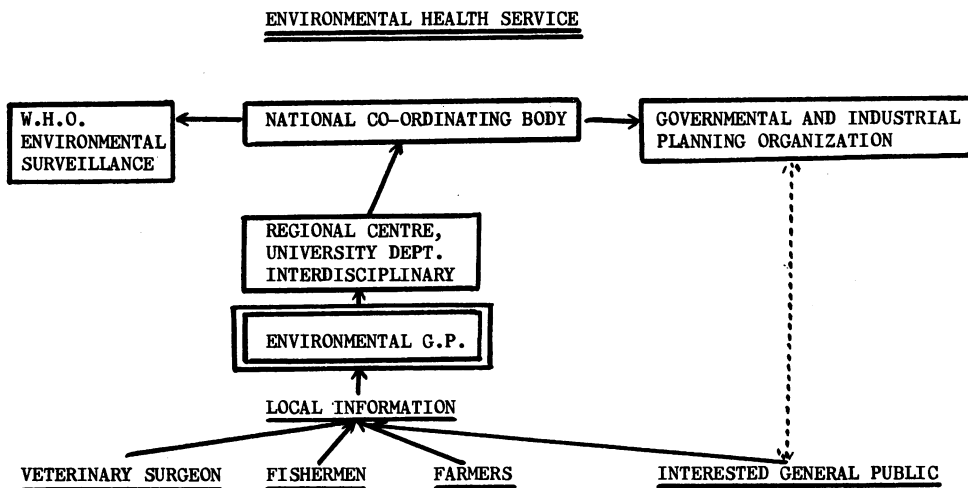 ENVIRONMENTAL HEALTH SERVICE
W.H.O.
ENVIRONMENTAL
SURVEILLANCE
NATIONAL CO-ORDINATING BODY
GOVERNMENTAL AND INDUSTRIAL
PLANNING ORGANIZATION
REGIONAL CENTRE,
UNIVERSITY DEPT.
INTERDISCIPLINARY
ENVIRONMENTAL G.P.
LOCAL INFORMATION
VETERINARY SURGEON
FISHERMEN
FARMERS
INTERESTED GENERAL PUBLIC